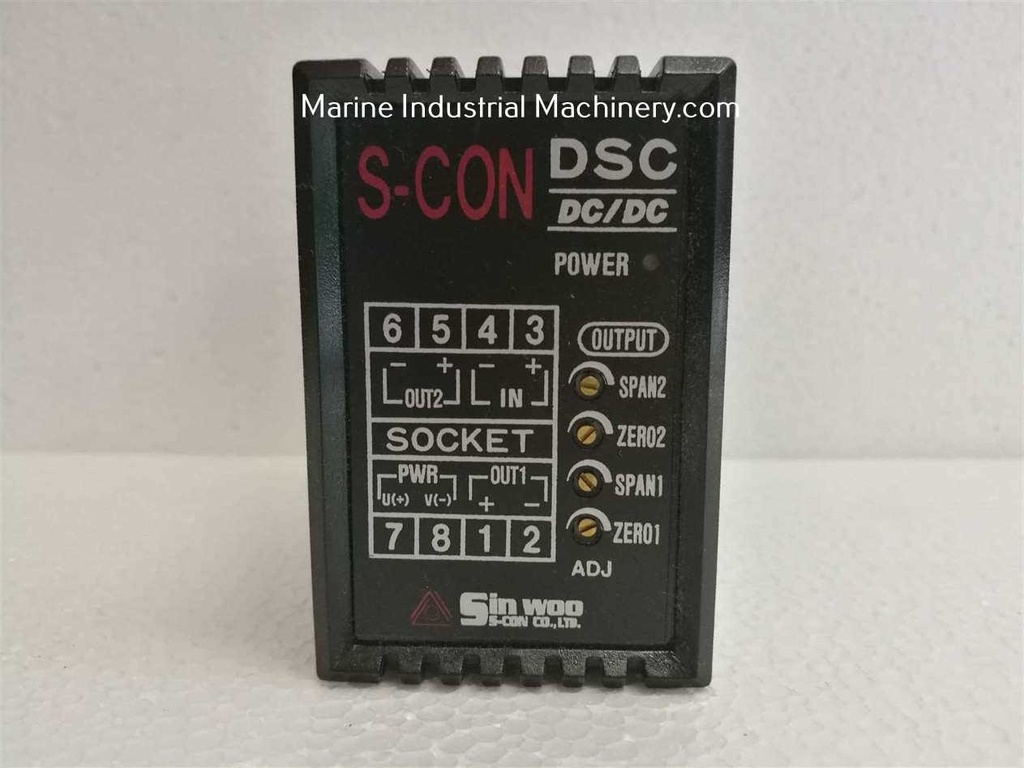 Marine Industrial Machinery.com
S-CON DSC
DC/DC
POWER
6 5 4 3
OUTPUT
- + - +
OUT2 IN
SPAN2
SOCKET
ZERO2
PWR OUT1
U(+) V(-) + -
SPAN1
7 8 1 2
ZERO1
ADJ
Sin woo
S-CON CO.,LTD.